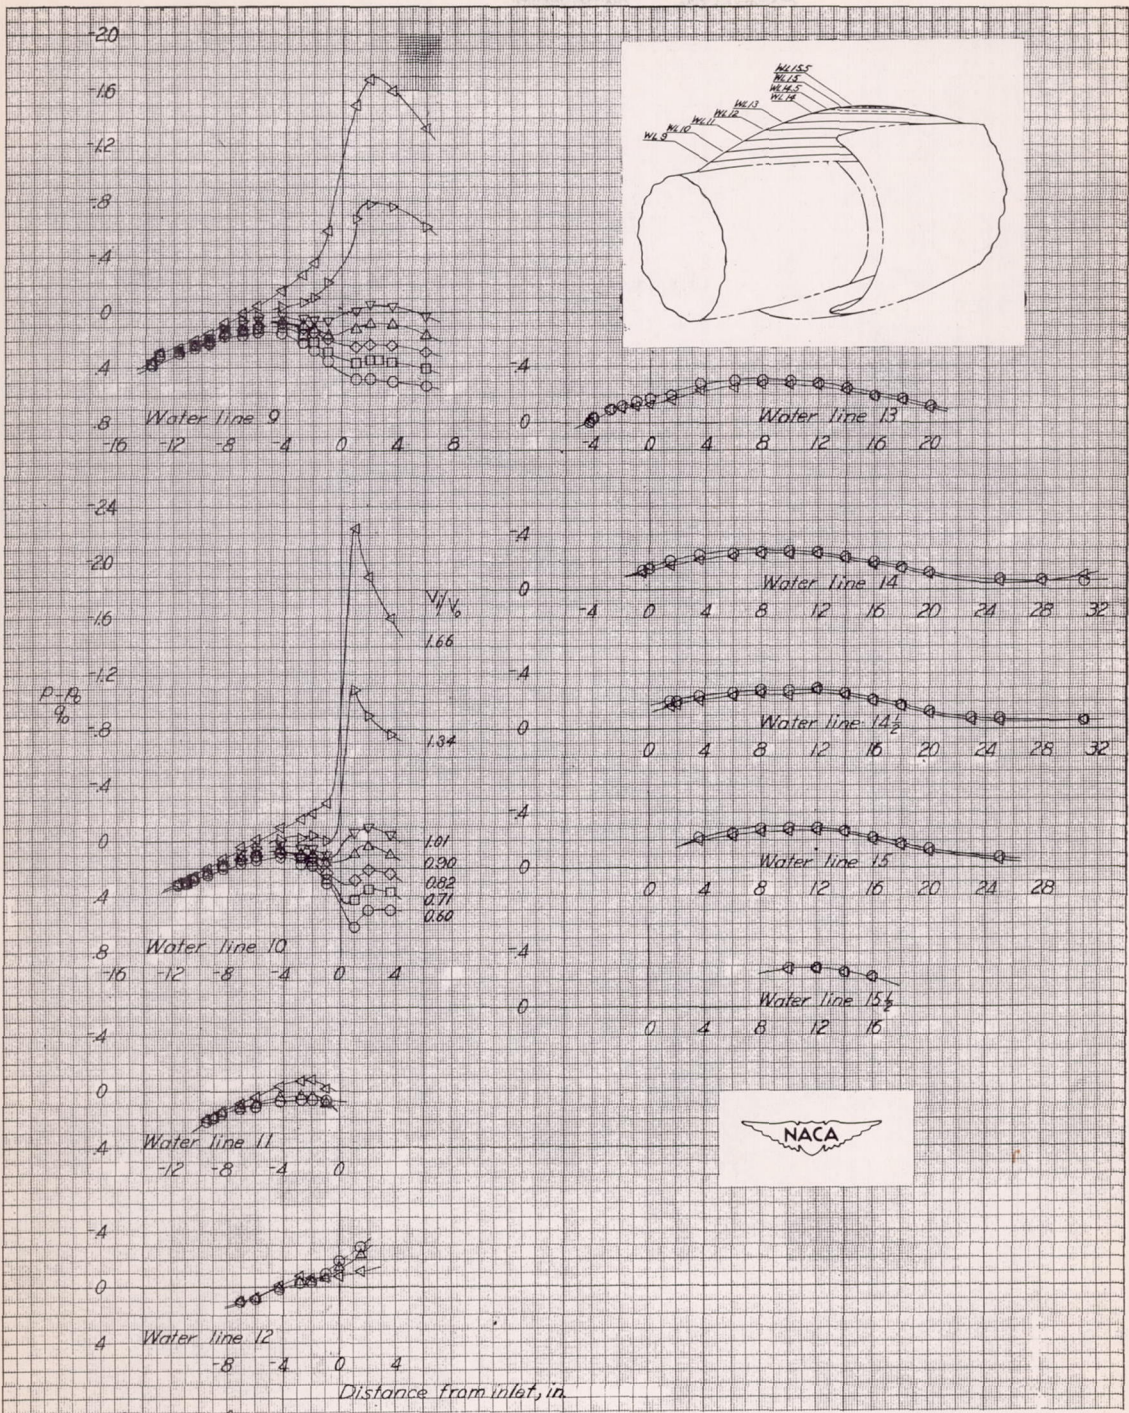 -2.0
-1.6
-1.2
-.8
-.4
0
.4
.8
Water line 9
-16 -12 -8 -4 0 4 8
WL15.5
WL15
WL14.5
WL14
WL13
WL12
WL11
WL10
WL9
-.4
0
Water line 13
-4 0 4 8 12 16 20
-2.4
-2.0
-1.6
-1.2
-.8
-.4
0
.4
.8
p-p₀
q₀
Vi/V₀
1.66
1.34
1.01
0.90
0.82
0.71
0.60
Water line 10
-16 -12 -8 -4 0 4
-.4
0
Water line 14
-4 0 4 8 12 16 20 24 28 32
-.4
0
Water line 14½
0 4 8 12 16 20 24 28 32
-.4
0
Water line 15
0 4 8 12 16 20 24 28
-.4
0
Water line 15½
0 4 8 12 16
-.4
0
.4
Water line 11
-12 -8 -4 0
NACA
-.4
0
.4
Water line 12
-8 -4 0 4
Distance from inlet, in.